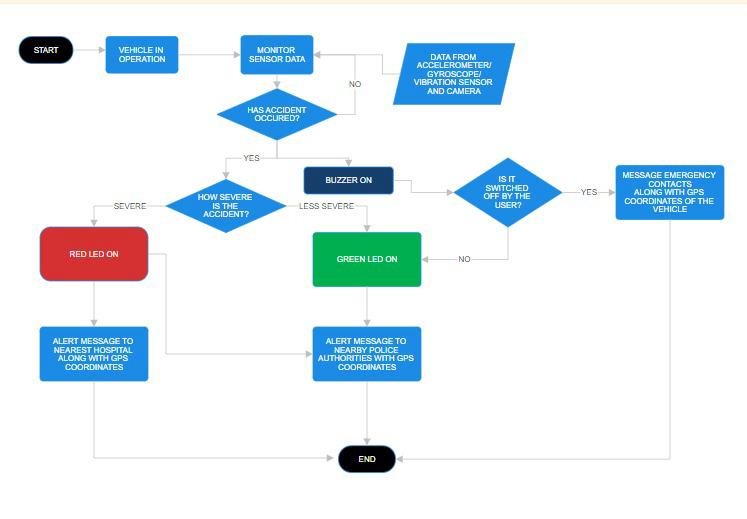 START
VEHICLE IN
OPERATION
MONITOR
SENSOR DATA
DATA FROM
ACCELEROMETER/
GYROSCOPE/
VIBRATION SENSOR
AND CAMERA
NO
HAS ACCIDENT
OCCURED?
YES
BUZZER ON
IS IT
SWITCHED
OFF BY THE
USER?
YES
MESSAGE EMERGENCY
CONTACTS
ALONG WITH GPS
COORDINATES OF THE
VEHICLE
HOW SEVERE
IS THE
ACCIDENT?
SEVERE
LESS SEVERE
RED LED ON
GREEN LED ON
NO
ALERT MESSAGE TO
NEAREST HOSPITAL
ALONG WITH GPS
COORDINATES
ALERT MESSAGE TO
NEARBY POLICE
AUTHORITIES WITH GPS
COORDINATES
END